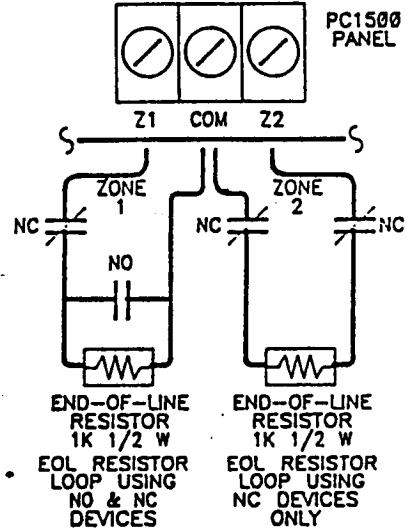 PC1500
PANEL
Z1 COM Z2
ZONE
1
ZONE
2
NC
NC
NC
NO
END-OF-LINE
RESISTOR
1K 1/2 W
EOL RESISTOR
LOOP USING
NO & NC
DEVICES
END-OF-LINE
RESISTOR
1K 1/2 W
EOL RESISTOR
LOOP USING
NC DEVICES
ONLY